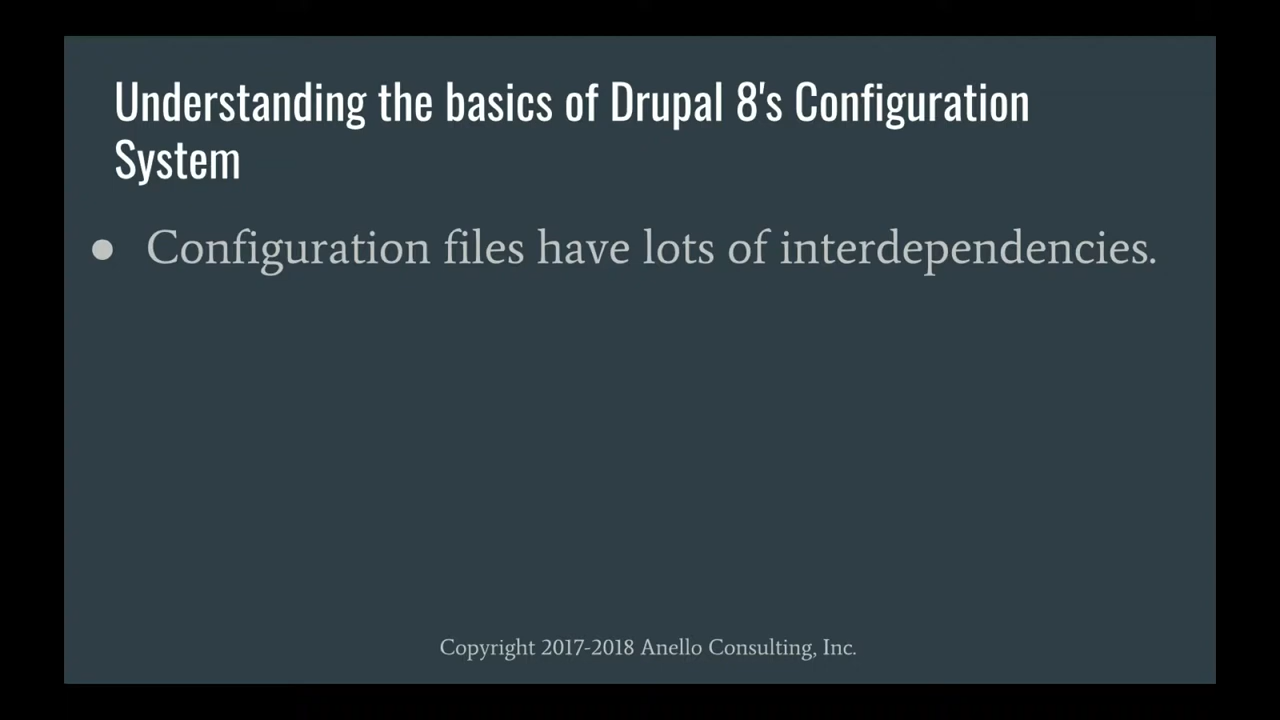 Understanding the basics of Drupal 8's Configuration
System
● Configuration files have lots of interdependencies.
Copyright 2017-2018 Anello Consulting, Inc.